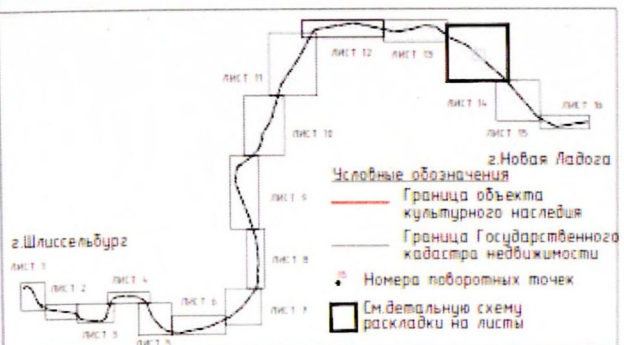 ЛИСТ 12
ЛИСТ 13
ЛИСТ 11
ЛИСТ 14
ЛИСТ 16
ЛИСТ 10
ЛИСТ 15
г.Новая Ладога
Условные обозначения
ЛИСТ 9
Граница объекта
культурного наследия
г.Шлиссельбург
Граница Государственного
кадастра недвижимости
ЛИСТ 8
ЛИСТ 1
Номера поворотных точек
ЛИСТ 2
ЛИСТ 4
ЛИСТ 6
ЛИСТ 7
См.детальную схему
раскладки на листы
ЛИСТ 3
ЛИСТ 5